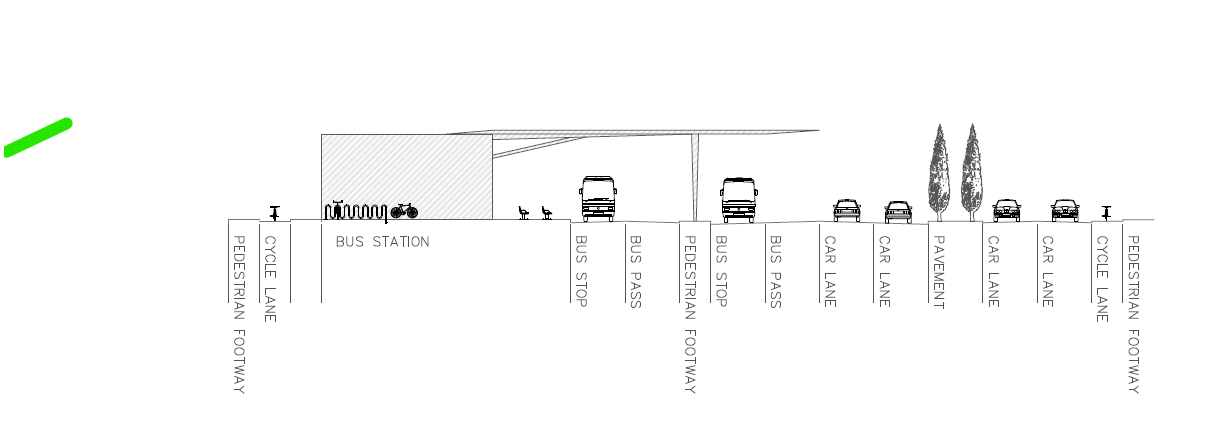 PEDESTRIAN FOOTWAY
CYCLE LANE
BUS STATION
BUS STOP
BUS PASS
PEDESTRIAN FOOTWAY
BUS STOP
BUS PASS
CAR LANE
CAR LANE
PAVEMENT
CAR LANE
CAR LANE
CYCLE LANE
PEDESTRIAN FOOTWAY